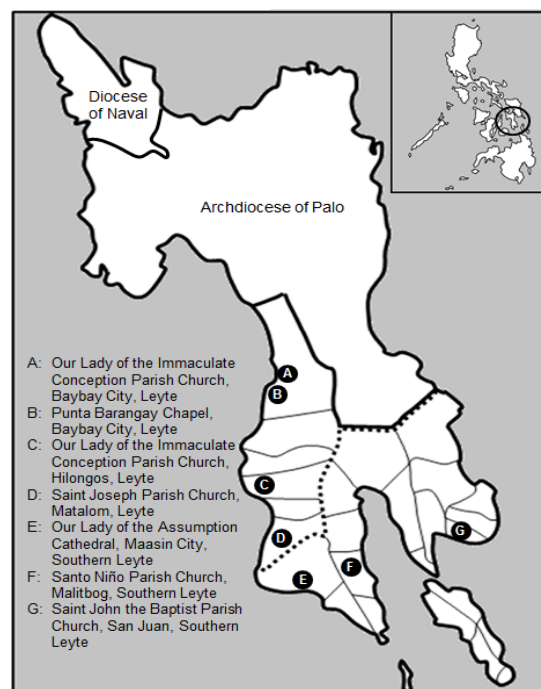 Diocese
of Naval
Archdiocese of Palo
A: Our Lady of the Immaculate
Conception Parish Church,
Baybay City, Leyte
B: Punta Barangay Chapel,
Baybay City, Leyte
C: Our Lady of the Immaculate
Conception Parish Church,
Hilongos, Leyte
D: Saint Joseph Parish Church,
Matalom, Leyte
E: Our Lady of the Assumption
Cathedral, Maasin City,
Southern Leyte
F: Santo Niño Parish Church,
Malitbog, Southern Leyte
G: Saint John the Baptist Parish
Church, San Juan, Southern
Leyte
A
B
C
D
E
F
G